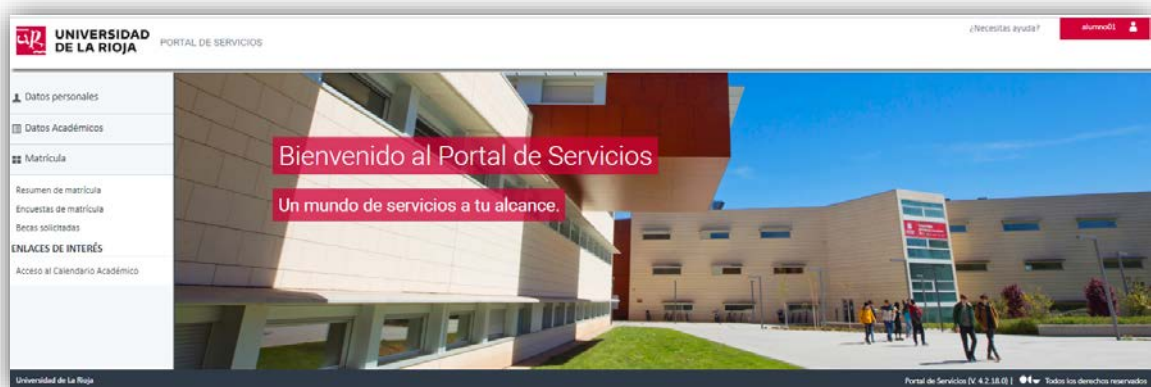 UNIVERSIDAD
DE LA RIOJA
PORTAL DE SERVICIOS
¿Necesitas ayuda?
alumno01
Datos personales
Datos Académicos
Matrícula
Resumen de matrícula
Encuestas de matrícula
Becas solicitadas
ENLACES DE INTERÉS
Acceso al Calendario Académico
Bienvenido al Portal de Servicios
Un mundo de servicios a tu alcance.
Universidad de La Rioja
Portal de Servicios (V. 4.2.18.0) | Todos los derechos reservados